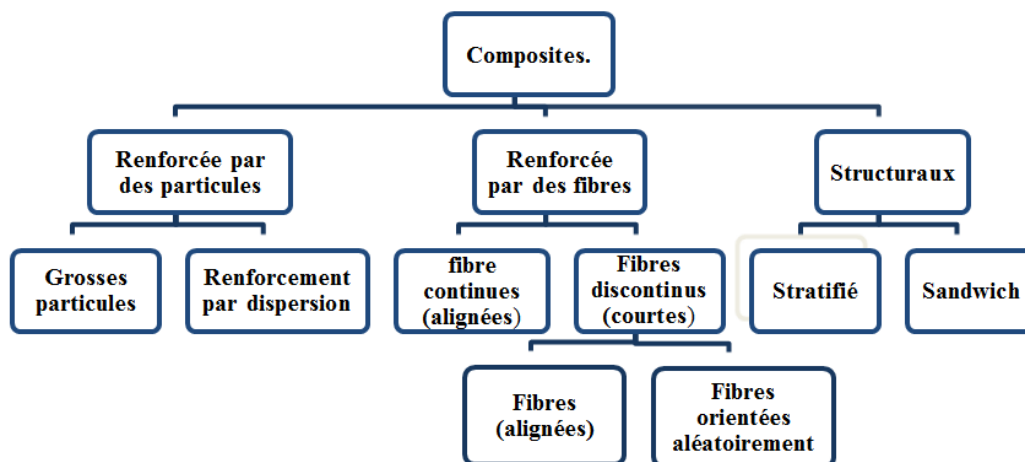 Composites.
Renforcée par
des particules
Renforcée
par des fibres
Structuraux
Grosses
particules
Renforcement
par dispersion
fibre
continues
(alignées)
Fibres
discontinus
(courtes)
Stratifié
Sandwich
Fibres
(alignées)
Fibres
orientées
aléatoirement